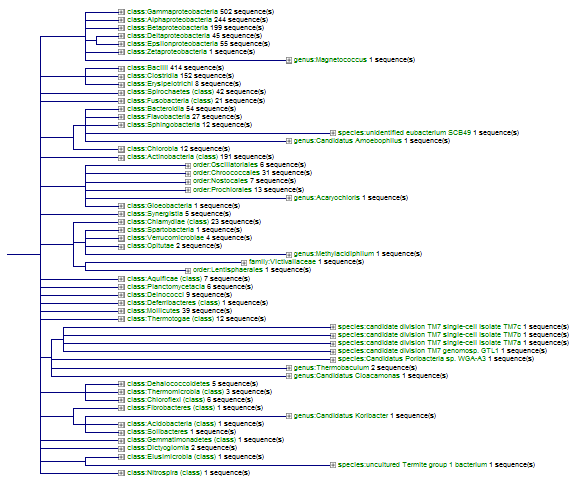 class:Gammaproteobacteria 502 sequence(s)
class:Alphaproteobacteria 244 sequence(s)
class:Betaproteobacteria 199 sequence(s)
class:Deltaproteobacteria 45 sequence(s)
class:Epsilonproteobacteria 55 sequence(s)
class:Zetaproteobacteria 1 sequence(s)
genus:Magnetococcus 1 sequence(s)
class:Bacilli 414 sequence(s)
class:Clostridia 152 sequence(s)
class:Erysipelotrichi 8 sequence(s)
class:Spirochaetes (class) 42 sequence(s)
class:Fusobacteria (class) 21 sequence(s)
class:Bacteroidia 54 sequence(s)
class:Flavobacteria 27 sequence(s)
class:Sphingobacteria 12 sequence(s)
species:unidentified eubacterium SCB49 1 sequence(s)
genus:Candidatus Amoebophilus 1 sequence(s)
class:Chlorobia 12 sequence(s)
class:Actinobacteria (class) 191 sequence(s)
order:Oscillatoriales 6 sequence(s)
order:Chroococcales 31 sequence(s)
order:Nostocales 7 sequence(s)
order:Prochlorales 13 sequence(s)
genus:Acaryochloris 1 sequence(s)
class:Gloeobacteria 1 sequence(s)
class:Synergistia 5 sequence(s)
class:Chlamydiae (class) 23 sequence(s)
class:Spartobacteria 1 sequence(s)
class:Verrucomicrobiae 4 sequence(s)
class:Opitutae 2 sequence(s)
genus:Methylacidiphilum 1 sequence(s)
family:Victivallaceae 1 sequence(s)
order:Lentisphaerales 1 sequence(s)
class:Aquificae (class) 7 sequence(s)
class:Planctomycetacia 6 sequence(s)
class:Deinococci 9 sequence(s)
class:Deferribacteres (class) 1 sequence(s)
class:Mollicutes 39 sequence(s)
class:Thermotogae (class) 12 sequence(s)
species:candidate division TM7 single-cell isolate TM7c 1 sequence(s)
species:candidate division TM7 single-cell isolate TM7b 1 sequence(s)
species:candidate division TM7 single-cell isolate TM7a 1 sequence(s)
species:candidate division TM7 genomosp. GTL1 1 sequence(s)
species:Candidatus Poribacteria sp. WGA-A3 1 sequence(s)
genus:Thermobaculum 2 sequence(s)
genus:Candidatus Cloacamonas 1 sequence(s)
class:Dehalococcoidetes 5 sequence(s)
class:Thermomicrobia (class) 3 sequence(s)
class:Chloroflexi (class) 6 sequence(s)
class:Fibrobacteres (class) 1 sequence(s)
genus:Candidatus Koribacter 1 sequence(s)
class:Acidobacteria (class) 1 sequence(s)
class:Solibacteres 1 sequence(s)
class:Gemmatimonadetes (class) 1 sequence(s)
class:Dictyoglomia 2 sequence(s)
class:Elusimicrobia (class) 1 sequence(s)
species:uncultured Termite group 1 bacterium 1 sequence(s)
class:Nitrospira (class) 1 sequence(s)